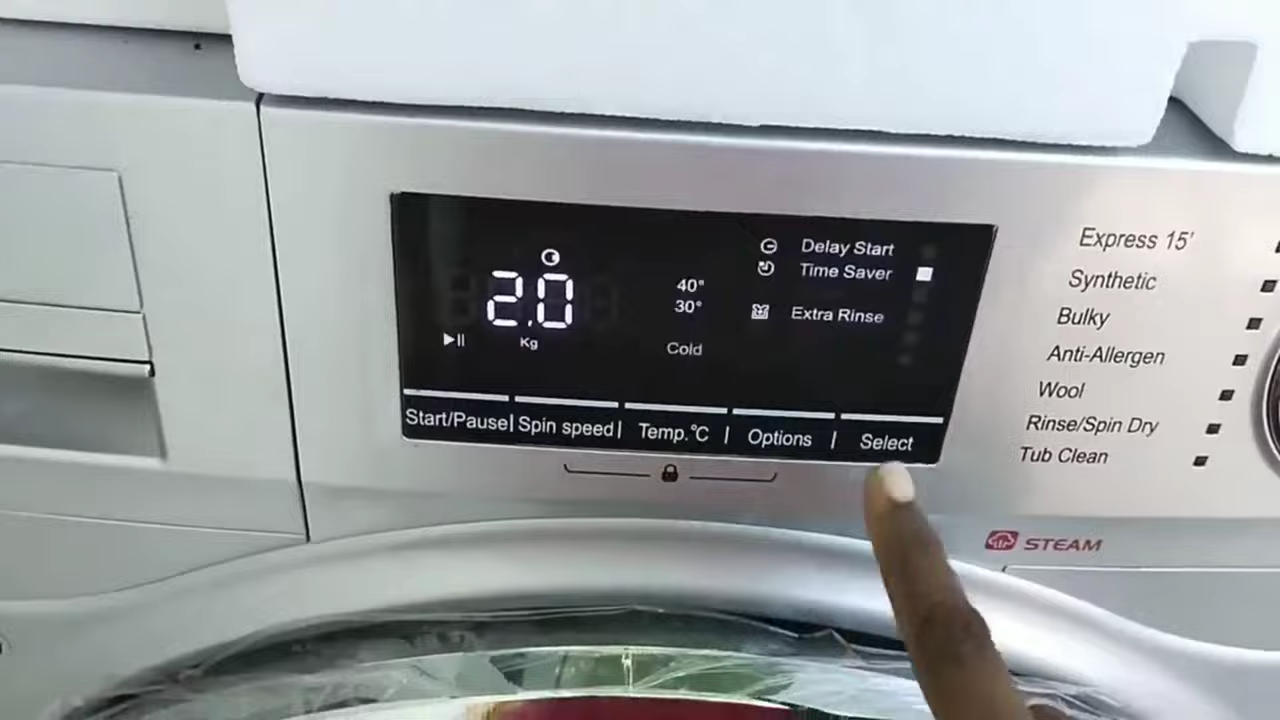 2.0
Kg
40°
30°
Cold
Delay Start
Time Saver
Extra Rinse
Start/Pause| Spin speed| Temp.℃ | Options | Select
Express 15'
Synthetic
Bulky
Anti-Allergen
Wool
Rinse/Spin Dry
Tub Clean
STEAM